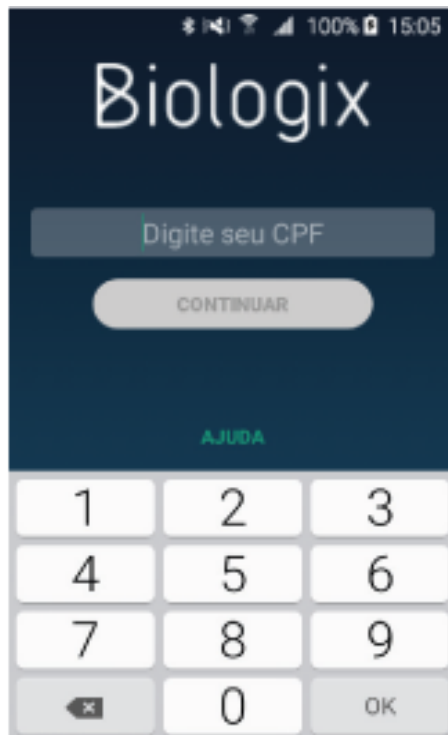 100% 15:05
Biologix
Digite seu CPF
CONTINUAR
AJUDA
1 2 3
4 5 6
7 8 9
0 OK